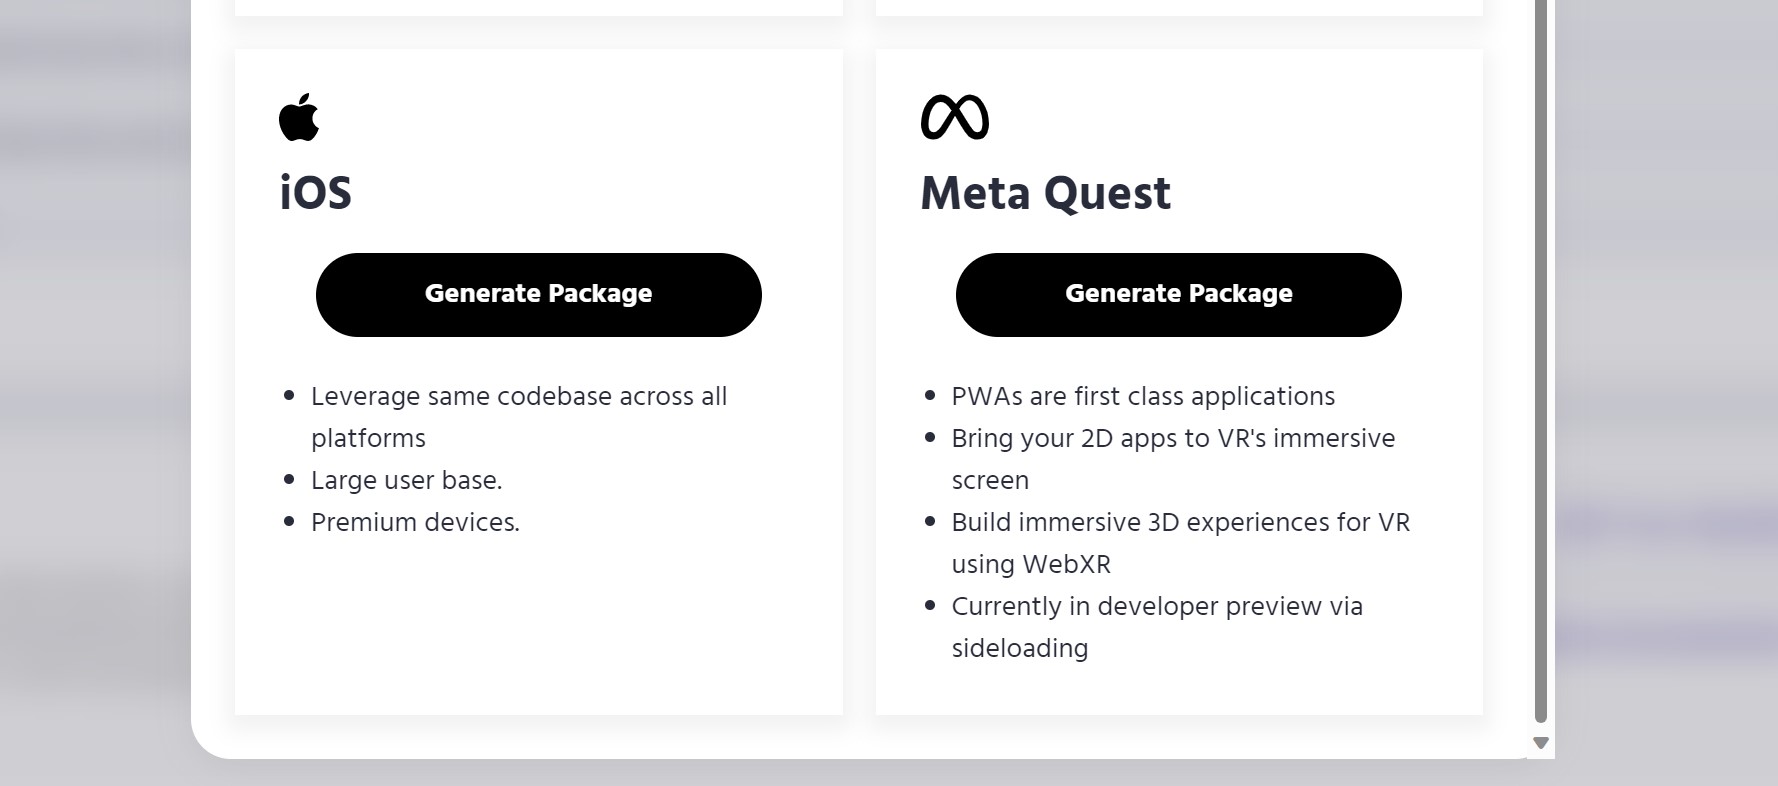 iOS
Generate Package
Leverage same codebase across all
platforms
Large user base.
Premium devices.
Meta Quest
Generate Package
PWAs are first class applications
Bring your 2D apps to VR's immersive
screen
Build immersive 3D experiences for VR
using WebXR
Currently in developer preview via
sideloading